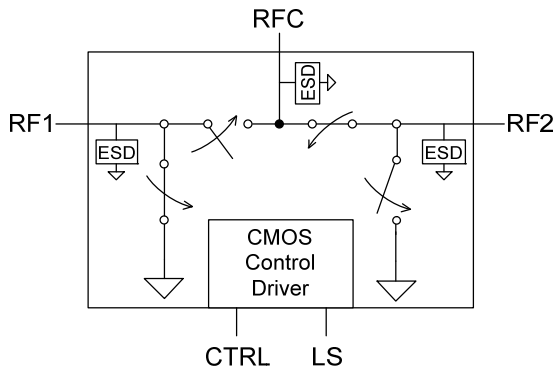 RFC
ESD
RF1
RF2
ESD
ESD
CMOS
Control
Driver
CTRL
LS